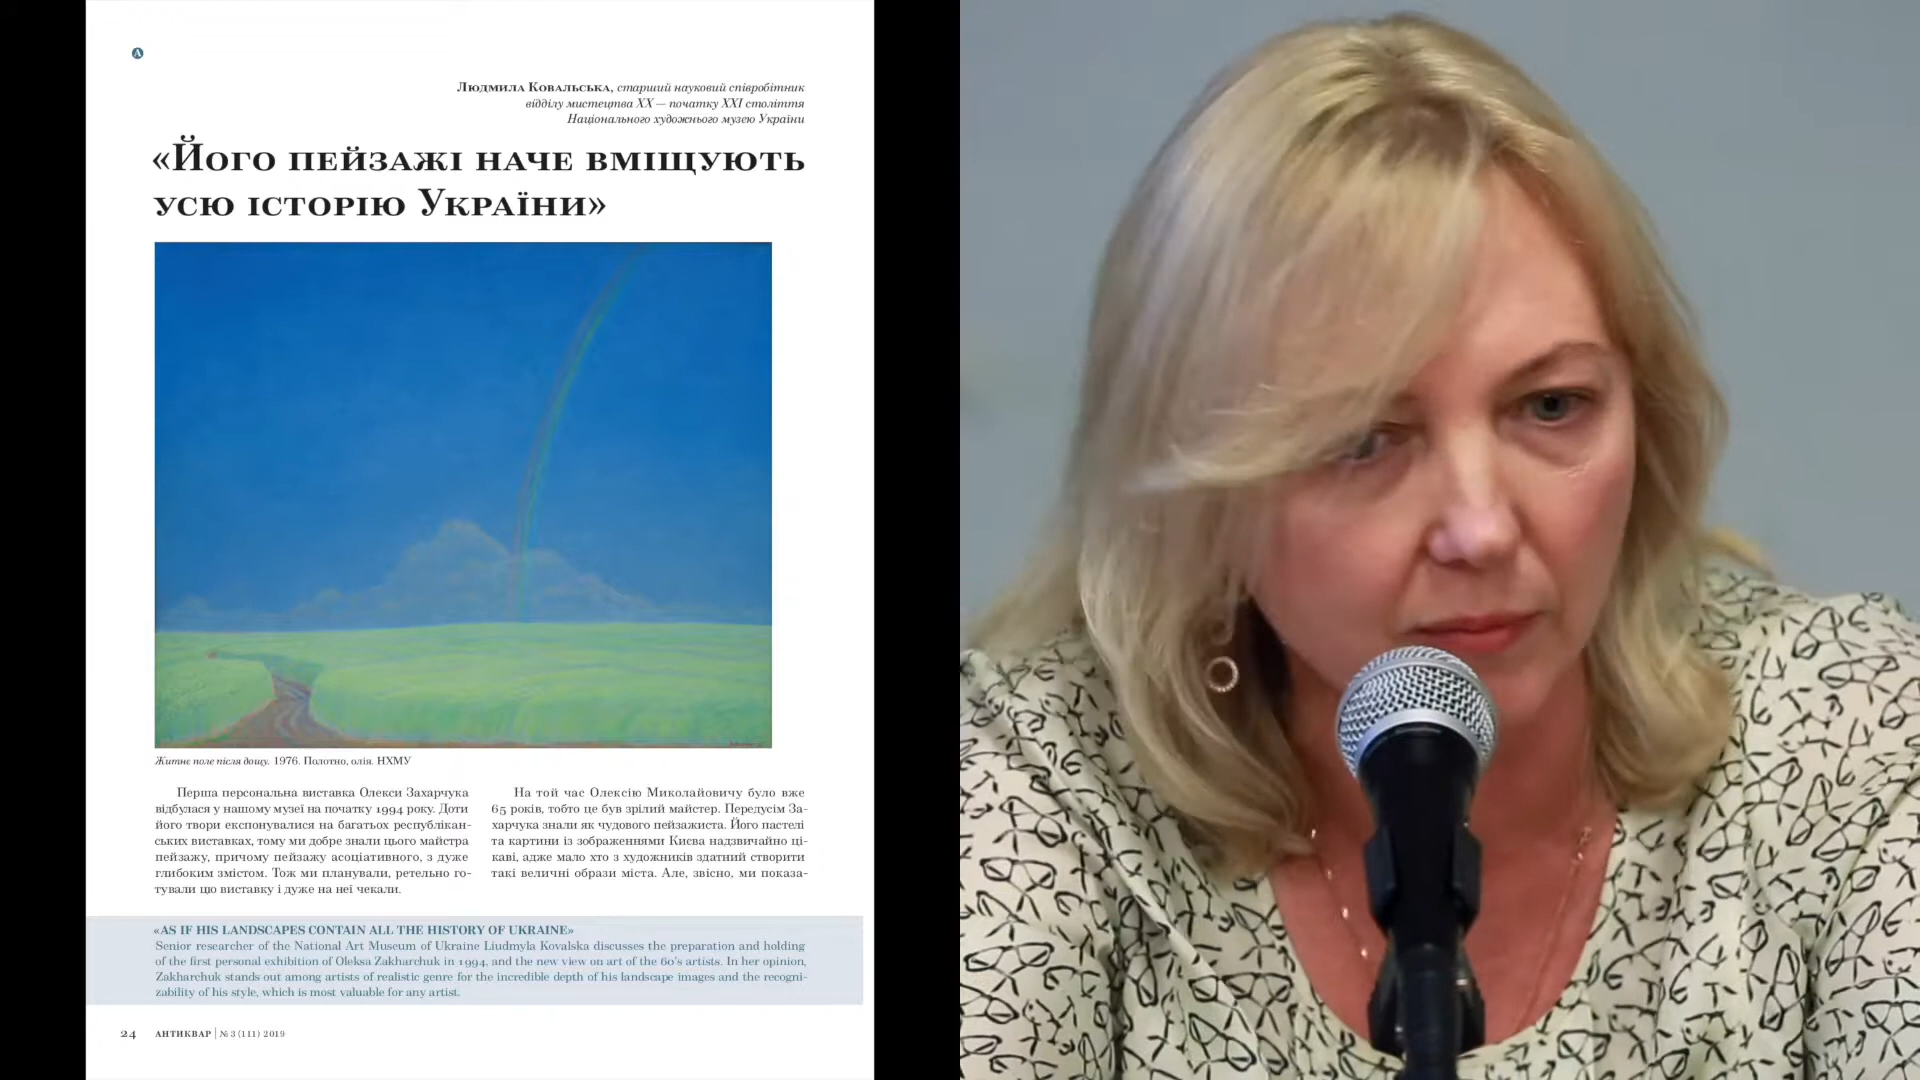 A
Людмила Ковальська, старший науковий співробітник
відділу мистецтва XX — початку XXI століття
Національного художнього музею України
«Його пейзажі наче вміщують
усю історію України»
Житнє поле після дощу. 1976. Полотно, олія. НХМУ
Перша персональна виставка Олекси Захарчука
відбулася у нашому музеї на початку 1994 року. Доти
його твори експонувалися на багатьох республікан-
ських виставках, тому ми добре знали цього майстра
пейзажу, причому пейзажу асоціативного, з дуже
глибоким змістом. Тож ми планували, ретельно го-
тували цю виставку і дуже на неї чекали.
На той час Олексію Миколайовичу було вже
65 років, тобто це був зрілий майстер. Передусім За-
харчука знали як чудового пейзажиста. Його пастелі
та картини із зображеннями Києва надзвичайно ці-
каві, адже мало хто з художників здатний створити
такі величні образи міста. Але, звісно, ми показа-
«AS IF HIS LANDSCAPES CONTAIN ALL THE HISTORY OF UKRAINE»
Senior researcher of the National Art Museum of Ukraine Liudmyla Kovalska discusses the preparation and holding
of the first personal exhibition of Oleksa Zakharchuk in 1994, and the new view on art of the 60's artists. In her opinion,
Zakharchuk stands out among artists of realistic genre for the incredible depth of his landscape images and the recogni-
zability of his style, which is most valuable for any artist.
24 АНТИКВАР | № 3 (111) 2019